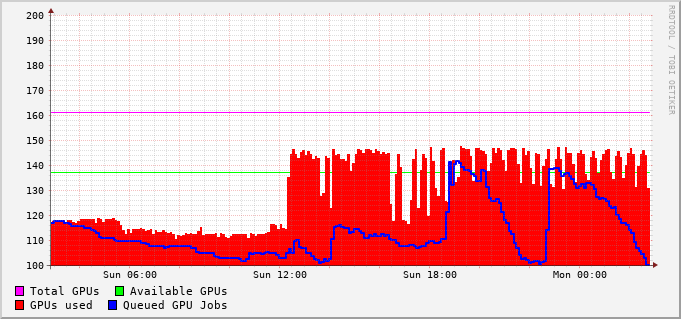 200
190
180
170
160
150
140
130
120
110
100
Sun 06:00 Sun 12:00 Sun 18:00 Mon 00:00
Total GPUs Available GPUs
GPUs used Queued GPU Jobs
RRDTOOL / TOBI OETIKER